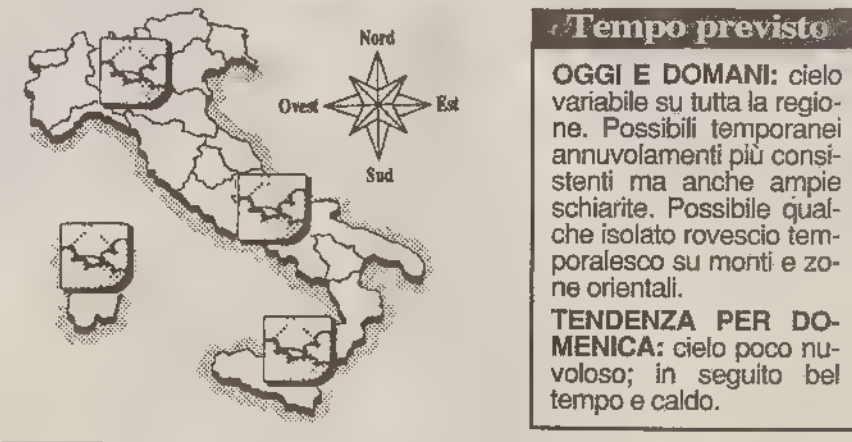 Nord
Ovest
Est
Sud
Tempo previsto
OGGI E DOMANI: cielo
variabile su tutta la regio-
ne. Possibili temporanei
annuvolamenti più consi-
stenti ma anche ampie
schiarite. Possibile qual-
che isolato rovescio tem-
poralesco su monti e zo-
ne orientali.
TENDENZA PER DO-
MENICA: cielo poco nu-
voloso; in seguito bel
tempo e caldo.